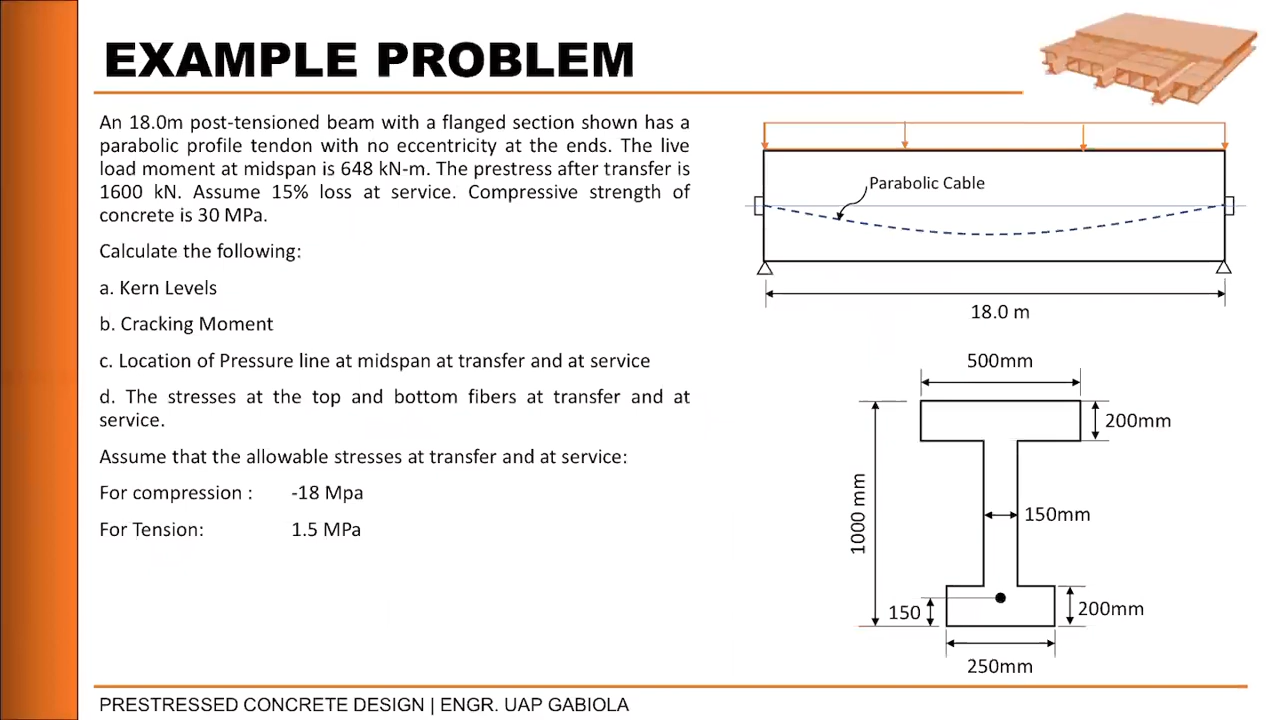 EXAMPLE PROBLEM
An 18.0m post-tensioned beam with a flanged section shown has a
parabolic profile tendon with no eccentricity at the ends. The live
load moment at midspan is 648 kN-m. The prestress after transfer is
1600 kN. Assume 15% loss at service. Compressive strength of
concrete is 30 MPa.
Calculate the following:
a. Kern Levels
b. Cracking Moment
c. Location of Pressure line at midspan at transfer and at service
d. The stresses at the top and bottom fibers at transfer and at
service.
Assume that the allowable stresses at transfer and at service:
For compression : -18 Mpa
For Tension: 1.5 MPa
Parabolic Cable
18.0 m
500mm
200mm
1000 mm
150mm
150
200mm
250mm
PRESTRESSED CONCRETE DESIGN | ENGR. UAP GABIOLA